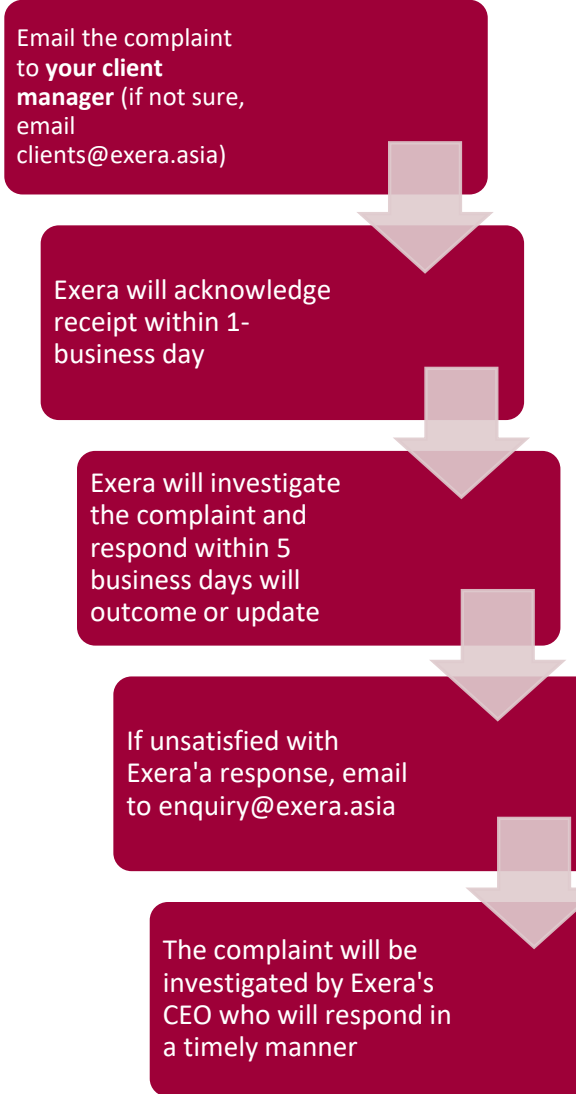 Email the complaint
to your client
manager (if not sure,
email
clients@exera.asia)
Exera will acknowledge
receipt within 1-
business day
Exera will investigate
the complaint and
respond within 5
business days will
outcome or update
If unsatisfied with
Exera'a response, email
to enquiry@exera.asia
The complaint will be
investigated by Exera's
CEO who will respond in
a timely manner